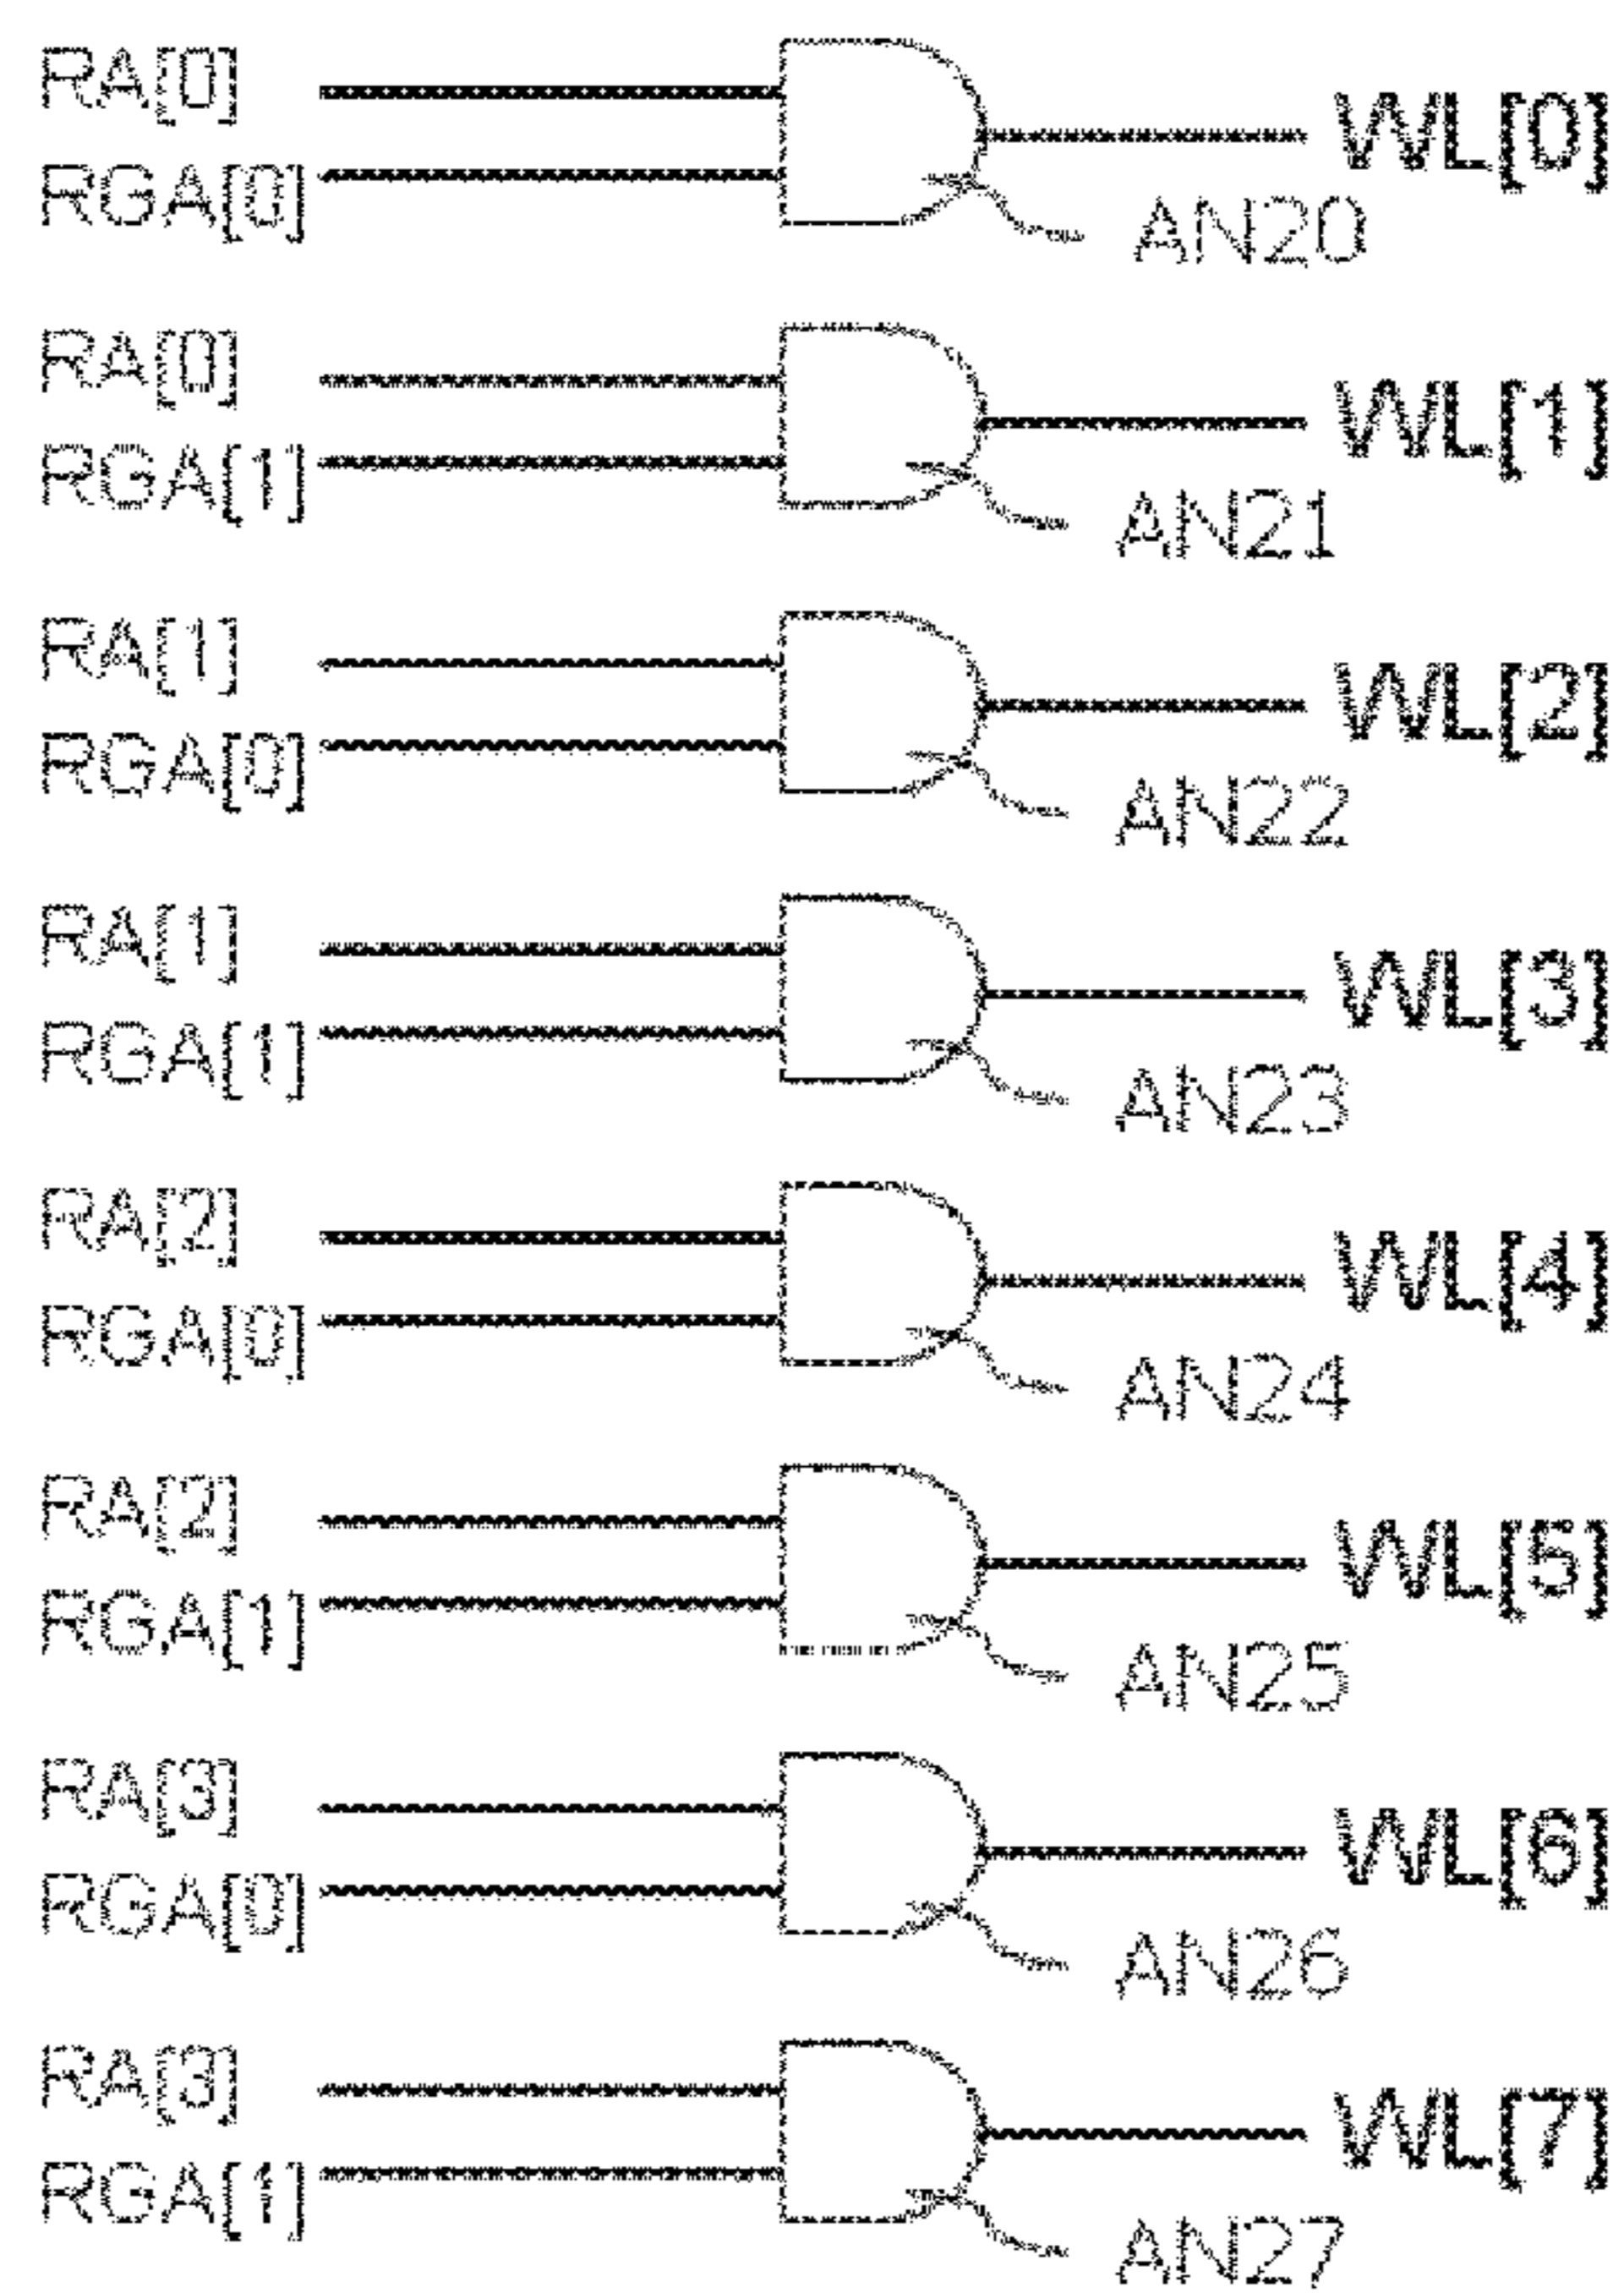 RA[0]
WL[0]
RGA[0]
AN20
RA[0]
WL[1]
RGA[1]
AN21
RA[1]
WL[2]
RGA[0]
AN22
RA[1]
WL[3]
RGA[1]
AN23
RA[2]
WL[4]
RGA[0]
AN24
RA[2]
WL[5]
RGA[1]
AN25
RA[3]
WL[6]
RGA[0]
AN26
RA[3]
WL[7]
RGA[1]
AN27